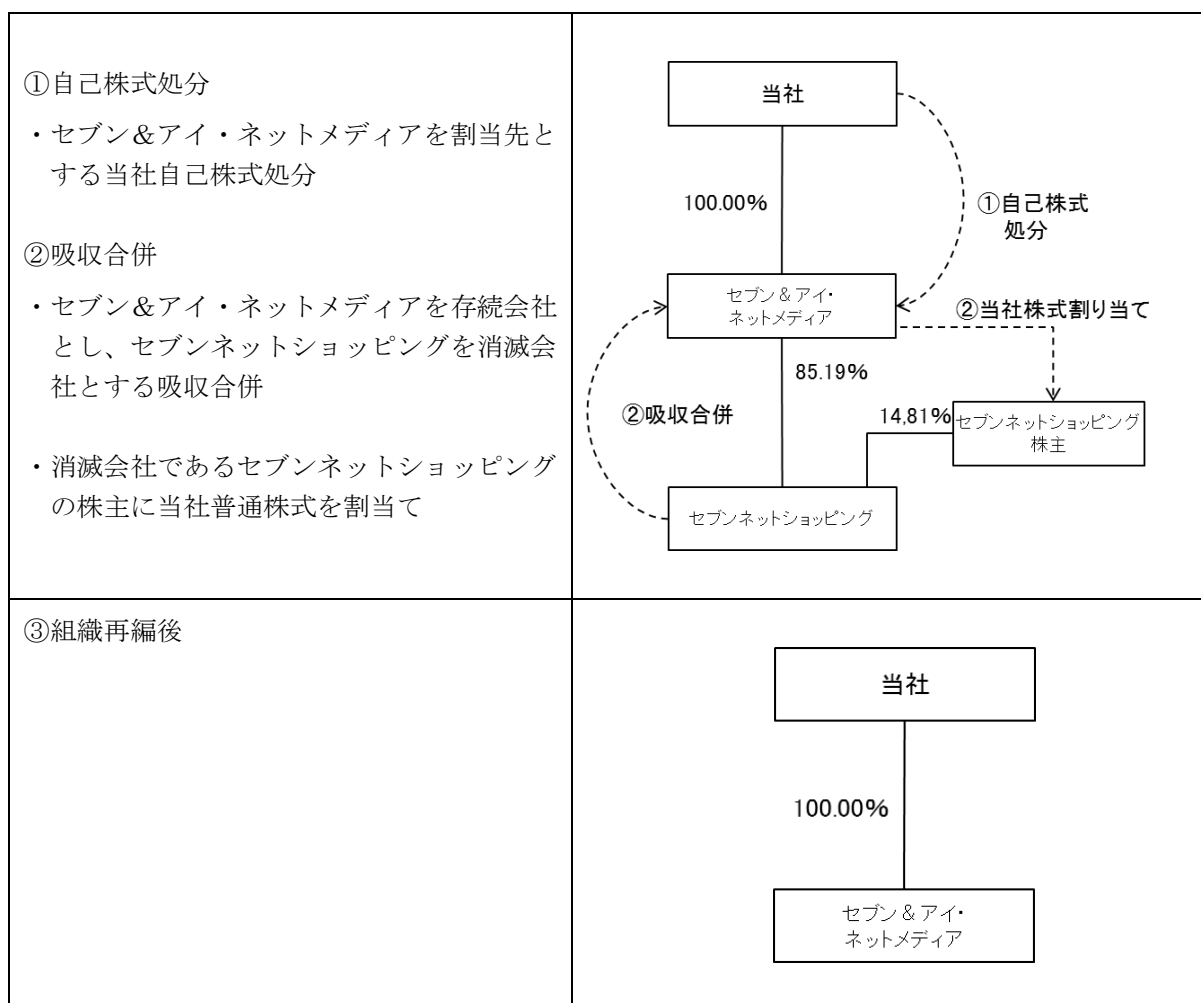 ①自己株式処分
・セブン&アイ・ネットメディアを割当先と
する当社自己株式処分
②吸収合併
・セブン&アイ・ネットメディアを存続会社
とし、セブンネットショッピングを消滅会
社とする吸収合併
・消滅会社であるセブンネットショッピング
の株主に当社普通株式を割当て
当社
100.00%
①自己株式
処分
セブン&アイ・
ネットメディア
②当社株式割り当て
85.19%
②吸収合併
14,81%
セブンネットショッピング
株主
セブンネットショッピング
③組織再編後
当社
100.00%
セブン&アイ・
ネットメディア